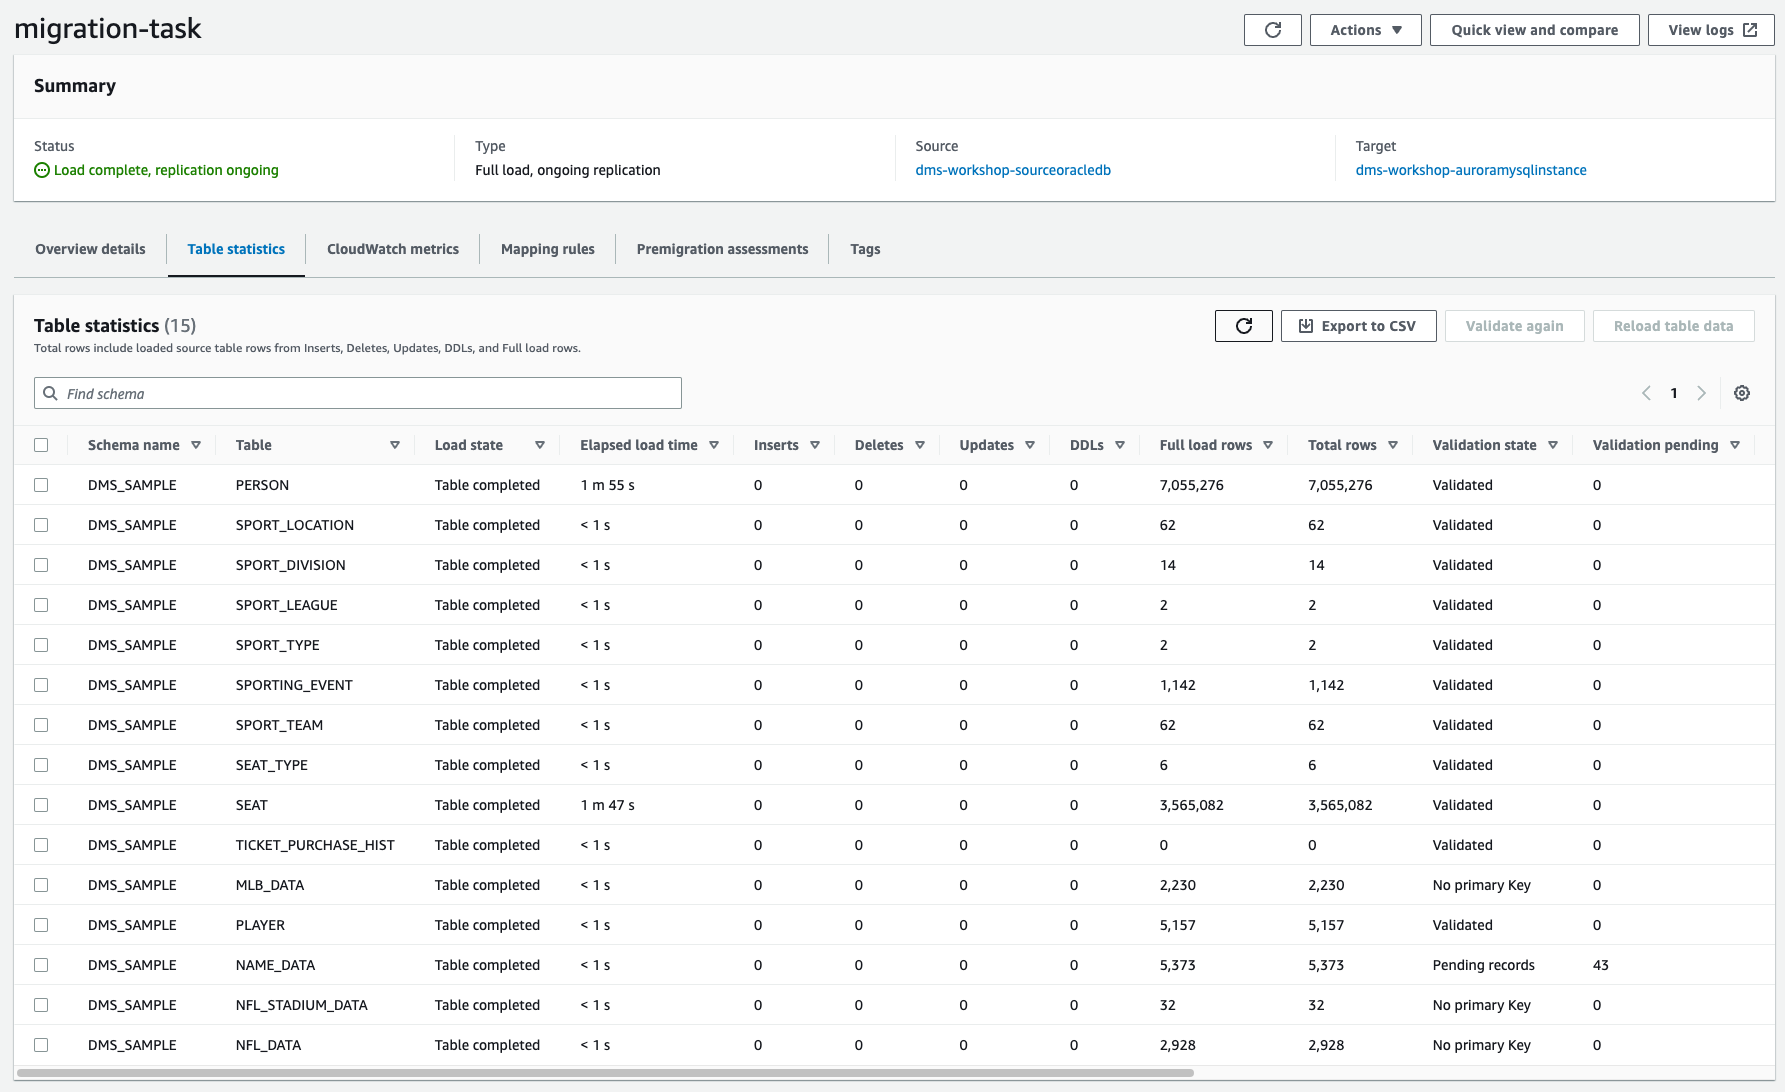 migration-task
Actions
Quick view and compare
View logs
Summary
Status
Type
Source
Target
Load complete, replication ongoing
Full load, ongoing replication
dms-workshop-sourceoracledb
dms-workshop-auroramysqlinstance
Overview details
Table statistics
CloudWatch metrics
Mapping rules
Premigration assessments
Tags
Table statistics (15)
Export to CSV
Validate again
Reload table data
Total rows include loaded source table rows from Inserts, Deletes, Updates, DDLs, and Full load rows.
Find schema
1
Schema name Table Load state Elapsed load time Inserts Deletes Updates DDLs Full load rows Total rows Validation state Validation pending
DMS_SAMPLE PERSON Table completed 1 m 55 s 0 0 0 0 7,055,276 7,055,276 Validated 0
DMS_SAMPLE SPORT_LOCATION Table completed < 1 s 0 0 0 0 62 62 Validated 0
DMS_SAMPLE SPORT_DIVISION Table completed < 1 s 0 0 0 0 14 14 Validated 0
DMS_SAMPLE SPORT_LEAGUE Table completed < 1 s 0 0 0 0 2 2 Validated 0
DMS_SAMPLE SPORT_TYPE Table completed < 1 s 0 0 0 0 2 2 Validated 0
DMS_SAMPLE SPORTING_EVENT Table completed < 1 s 0 0 0 0 1,142 1,142 Validated 0
DMS_SAMPLE SPORT_TEAM Table completed < 1 s 0 0 0 0 62 62 Validated 0
DMS_SAMPLE SEAT_TYPE Table completed < 1 s 0 0 0 0 6 6 Validated 0
DMS_SAMPLE SEAT Table completed 1 m 47 s 0 0 0 0 3,565,082 3,565,082 Validated 0
DMS_SAMPLE TICKET_PURCHASE_HIST Table completed < 1 s 0 0 0 0 0 0 Validated 0
DMS_SAMPLE MLB_DATA Table completed < 1 s 0 0 0 0 2,230 2,230 No primary Key 0
DMS_SAMPLE PLAYER Table completed < 1 s 0 0 0 0 5,157 5,157 Validated 0
DMS_SAMPLE NAME_DATA Table completed < 1 s 0 0 0 0 5,373 5,373 Pending records 43
DMS_SAMPLE NFL_STADIUM_DATA Table completed < 1 s 0 0 0 0 32 32 No primary Key 0
DMS_SAMPLE NFL_DATA Table completed < 1 s 0 0 0 0 2,928 2,928 No primary Key 0